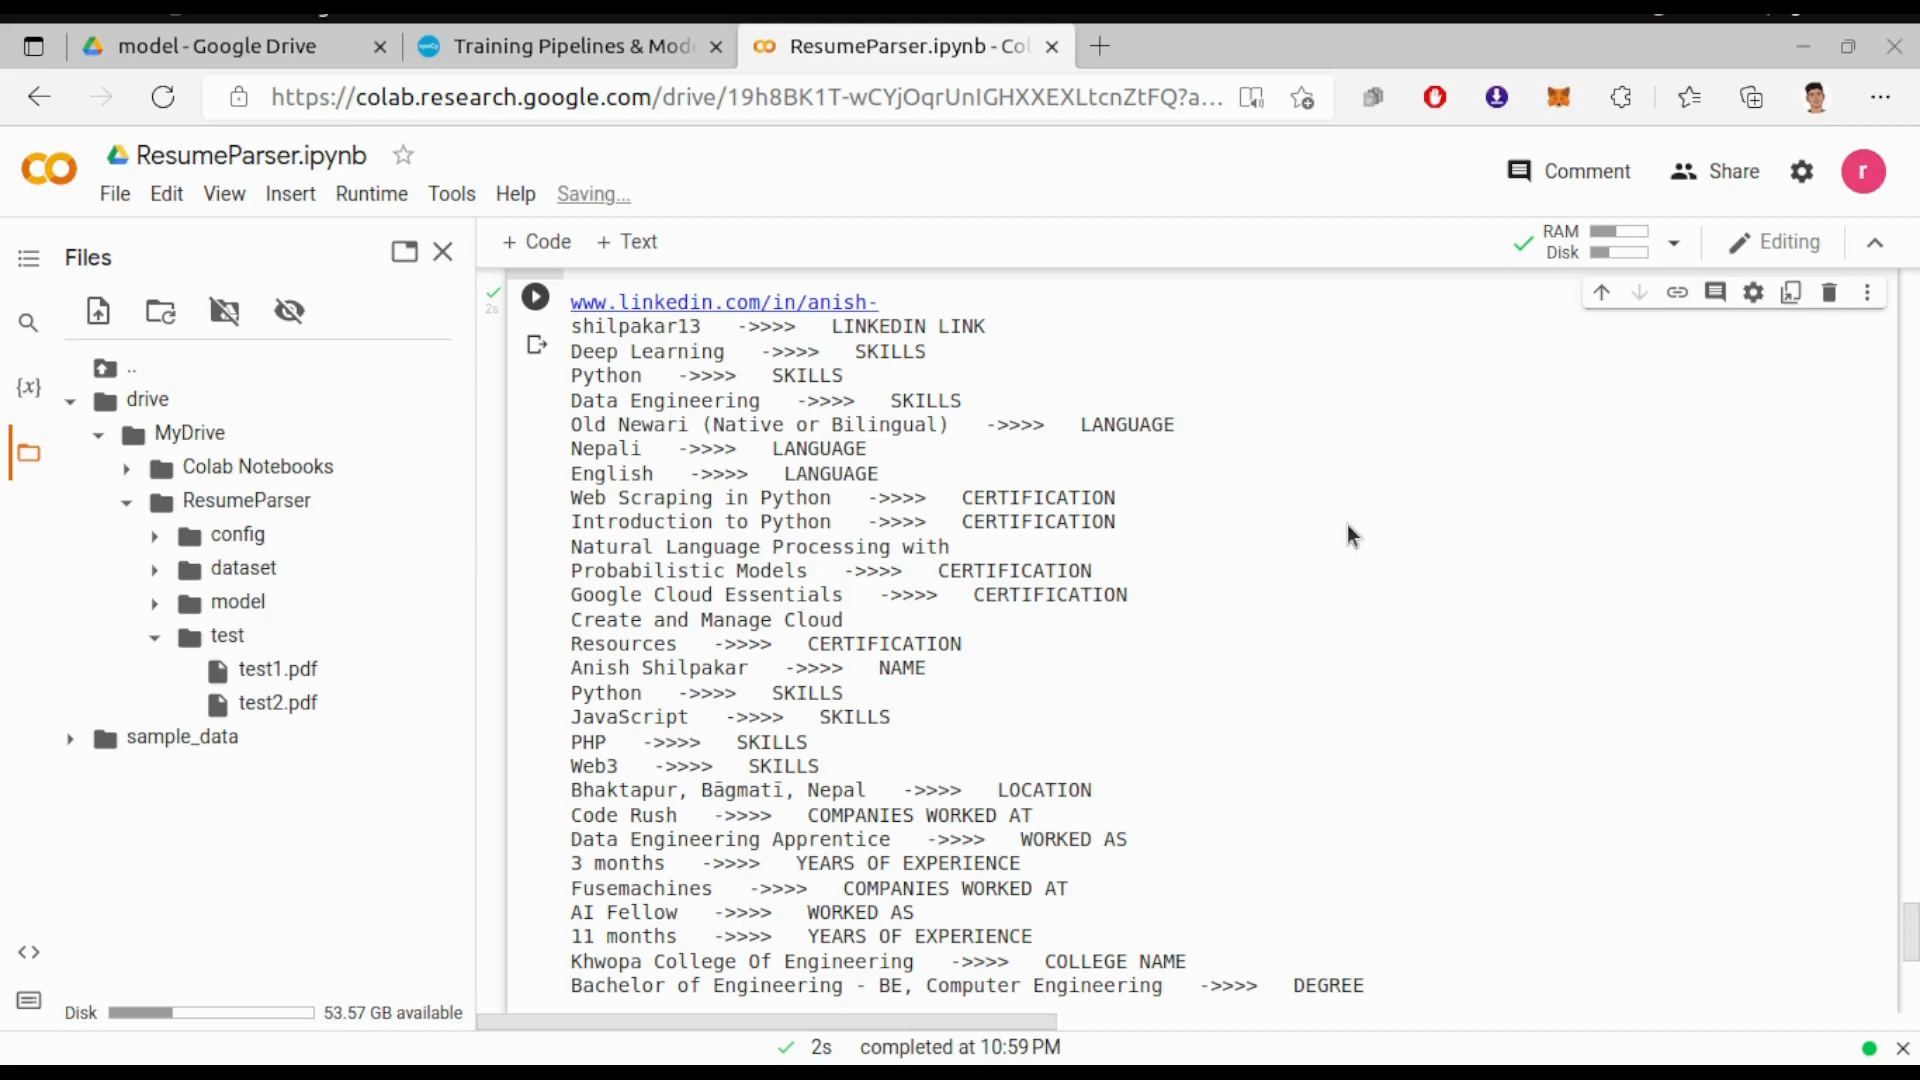 model - Google Drive
Training Pipelines & Mod
ResumeParser.ipynb - Col
https://colab.research.google.com/drive/19h8BK1T-wCYjOqrUnIGHXXEXLtcnZtFQ?a...
ResumeParser.ipynb
File Edit View Insert Runtime Tools Help Saving...
Comment
Share
r
Files
+ Code + Text
RAM
Disk
Editing
..
drive
MyDrive
Colab Notebooks
ResumeParser
config
dataset
model
test
test1.pdf
test2.pdf
sample_data
{x}
<>
Disk 53.57 GB available
2s
www.linkedin.com/in/anish-
shilpakar13 ->>>> LINKEDIN LINK
Deep Learning ->>>> SKILLS
Python ->>>> SKILLS
Data Engineering ->>>> SKILLS
Old Newari (Native or Bilingual) ->>>> LANGUAGE
Nepali ->>>> LANGUAGE
English ->>>> LANGUAGE
Web Scraping in Python ->>>> CERTIFICATION
Introduction to Python ->>>> CERTIFICATION
Natural Language Processing with
Probabilistic Models ->>>> CERTIFICATION
Google Cloud Essentials ->>>> CERTIFICATION
Create and Manage Cloud
Resources ->>>> CERTIFICATION
Anish Shilpakar ->>>> NAME
Python ->>>> SKILLS
JavaScript ->>>> SKILLS
PHP ->>>> SKILLS
Web3 ->>>> SKILLS
Bhaktapur, Bāgmatī, Nepal ->>>> LOCATION
Code Rush ->>>> COMPANIES WORKED AT
Data Engineering Apprentice ->>>> WORKED AS
3 months ->>>> YEARS OF EXPERIENCE
Fusemachines ->>>> COMPANIES WORKED AT
AI Fellow ->>>> WORKED AS
11 months ->>>> YEARS OF EXPERIENCE
Khwopa College Of Engineering ->>>> COLLEGE NAME
Bachelor of Engineering - BE, Computer Engineering ->>>> DEGREE
2s completed at 10:59 PM